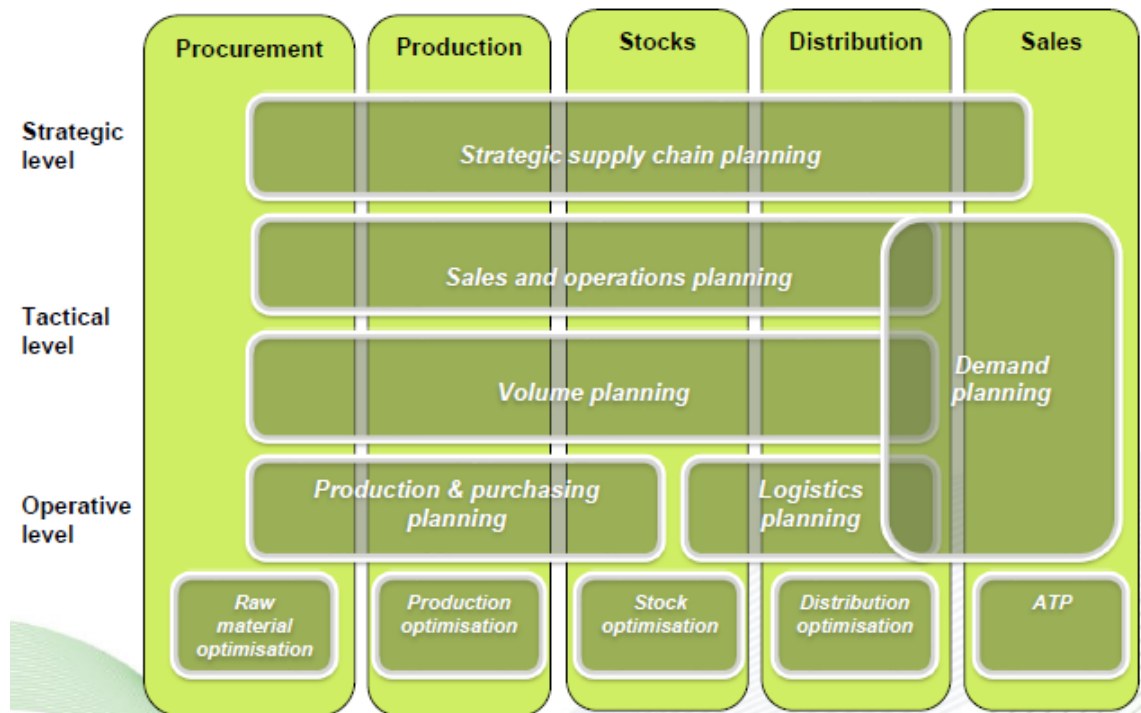 Procurement
Production
Stocks
Distribution
Sales
Strategic
level
Strategic supply chain planning
Tactical
level
Sales and operations planning
Volume planning
Demand
planning
Operative
level
Production & purchasing
planning
Logistics
planning
Raw
material
optimisation
Production
optimisation
Stock
optimisation
Distribution
optimisation
ATP